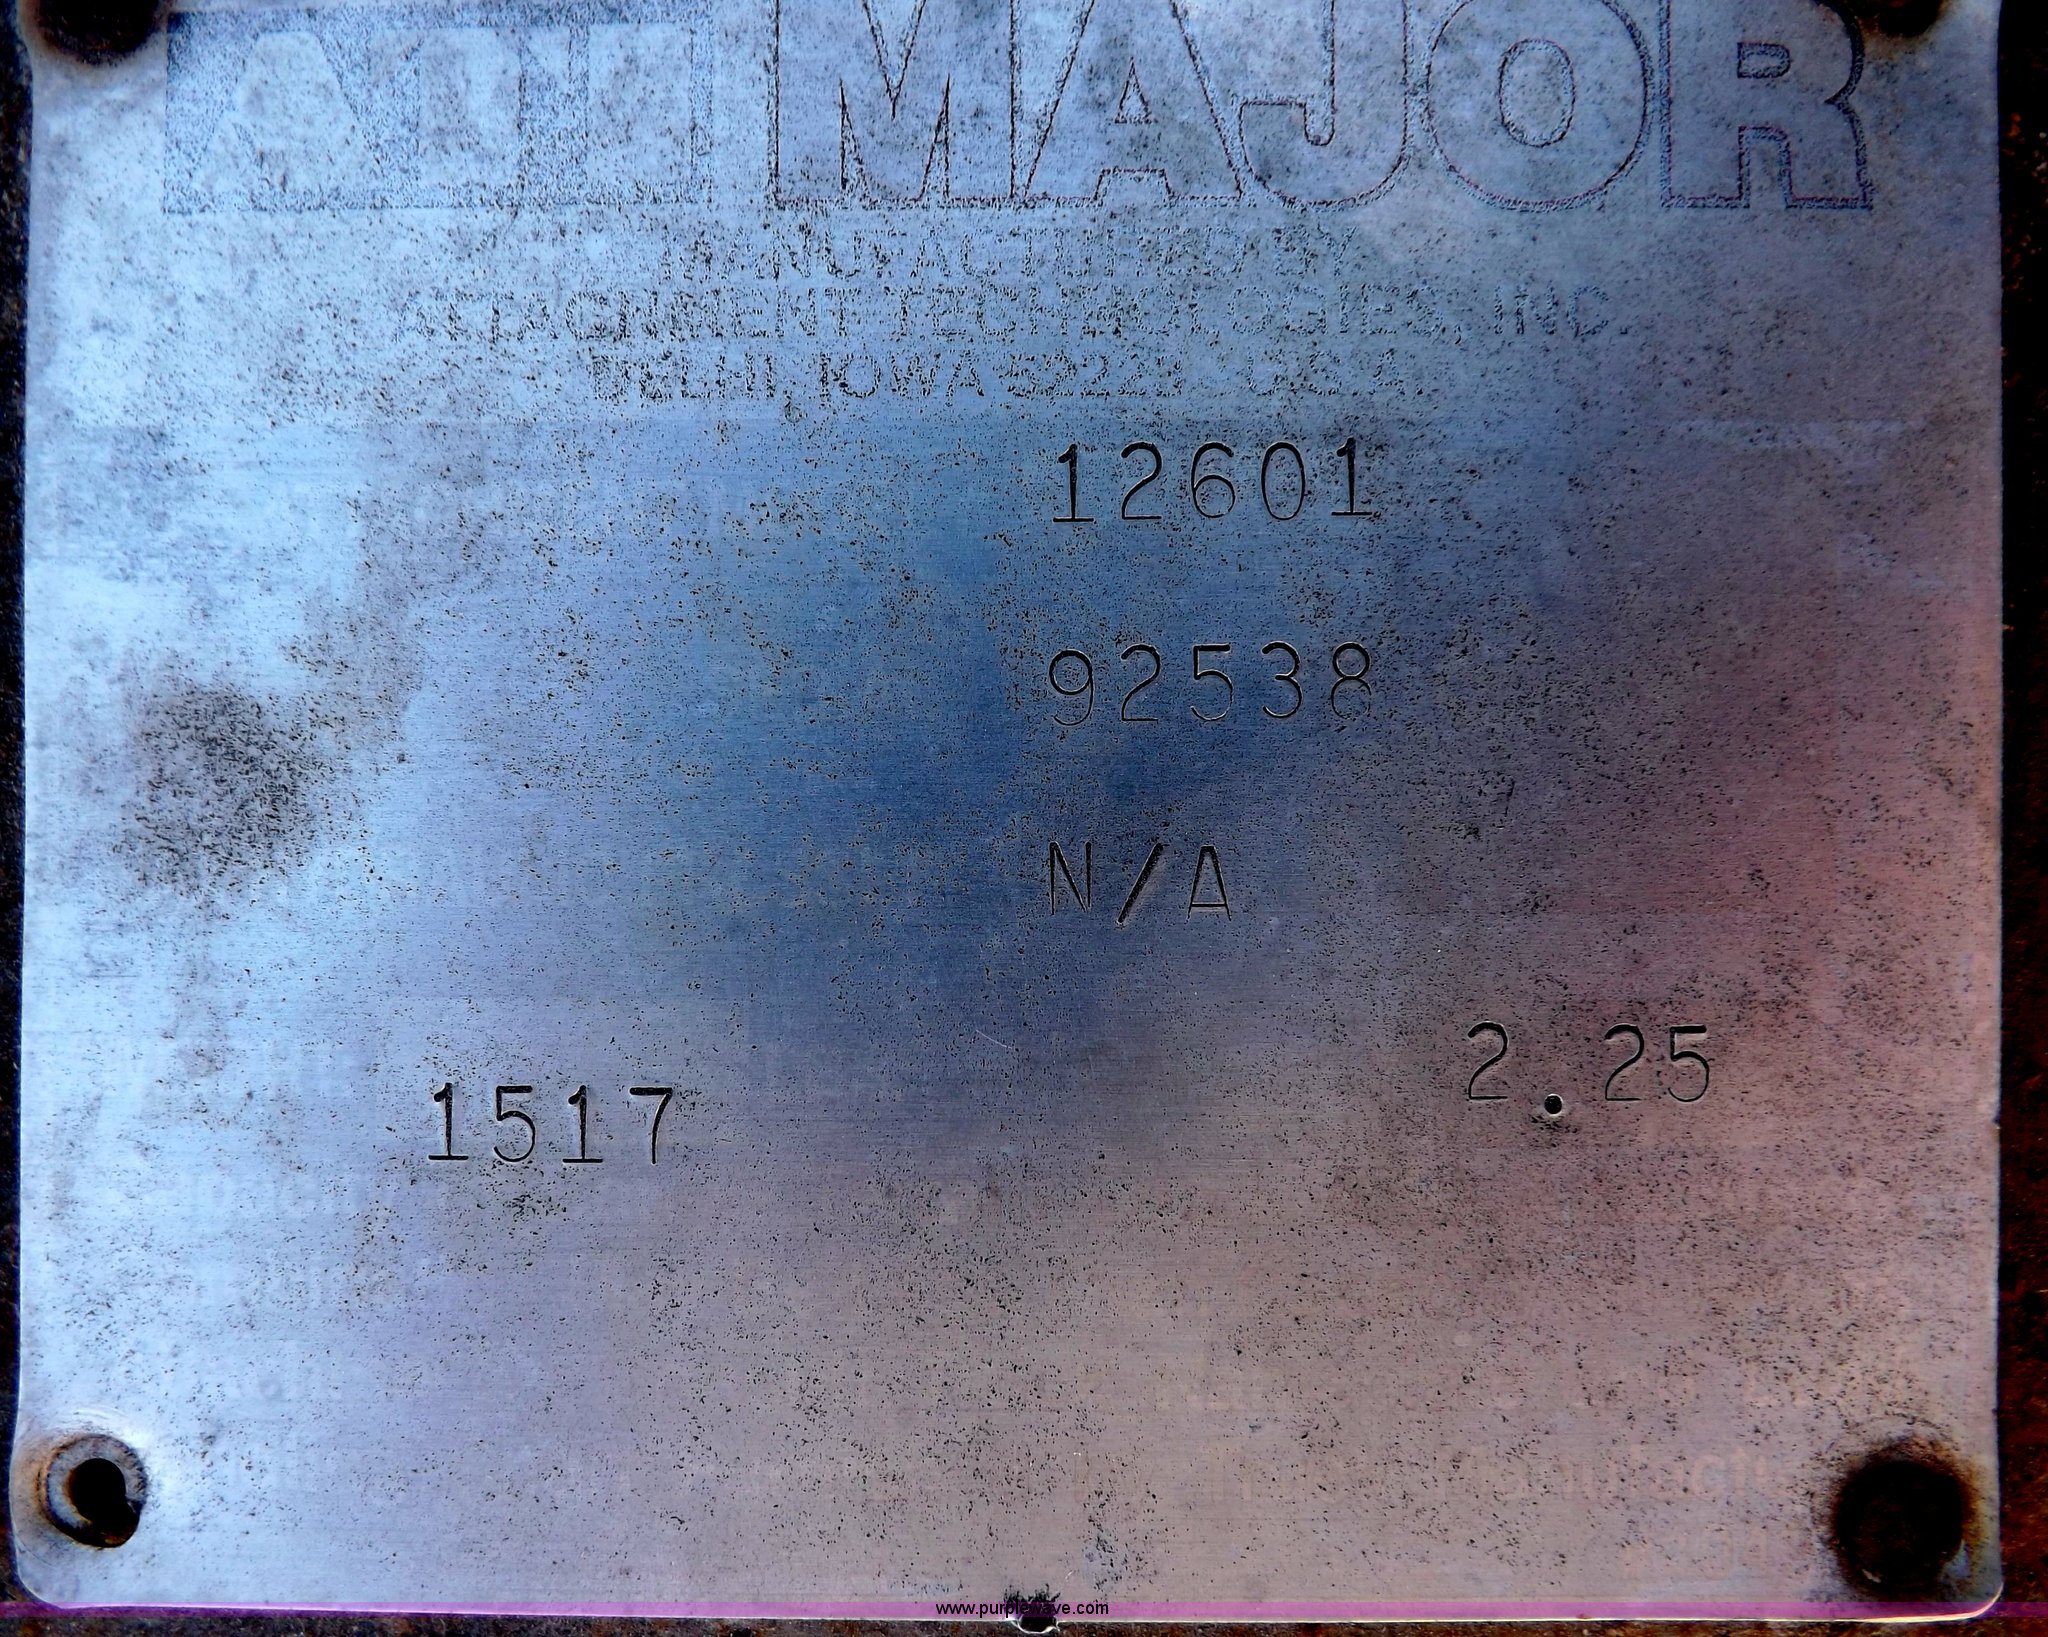 MAJOR
MANUFACTURED BY
ATTACHMENT TECHNOLOGIES, INC.
DELHI, IOWA 52223 U.S.A.
12601
92538
N/A
2.25
1517
www.purplewave.com